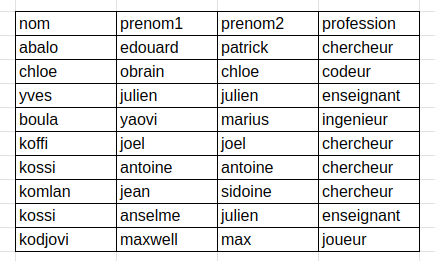 nom prenom1 prenom2 profession
abalo edouard patrick chercheur
chloe obrain chloe codeur
yves julien julien enseignant
boula yaovi marius ingenieur
koffi joel joel chercheur
kossi antoine antoine chercheur
komlan jean sidoine chercheur
kossi anselme julien enseignant
kodjovi maxwell max joueur